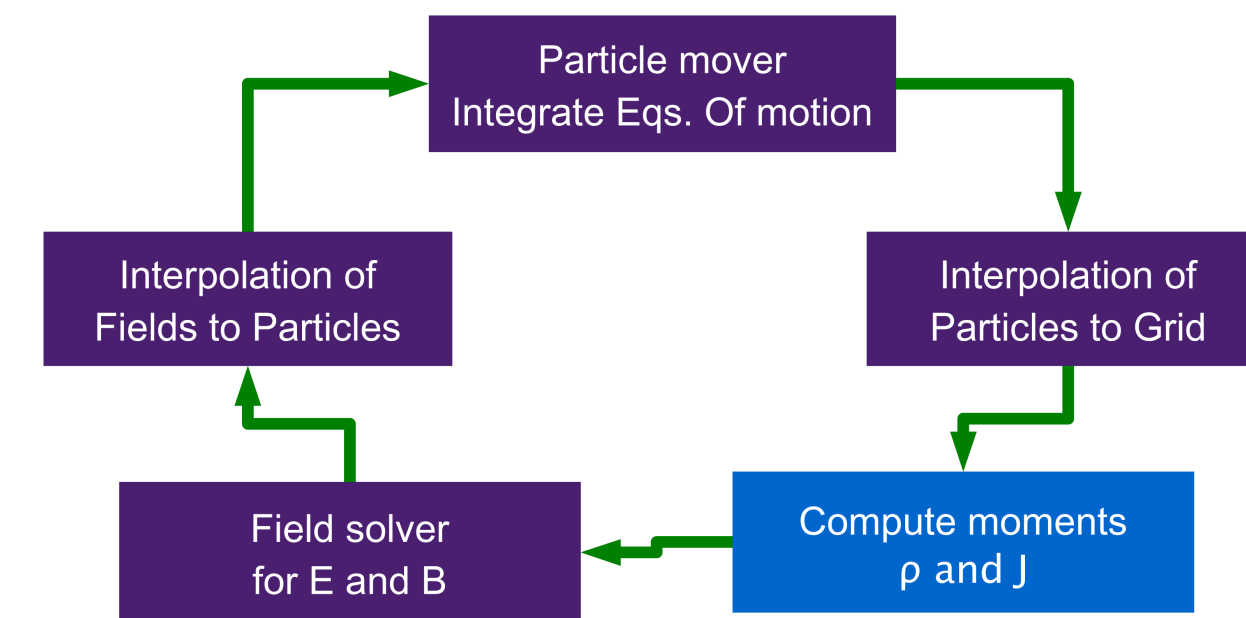 Particle mover
Integrate Eqs. Of motion
Interpolation of
Fields to Particles
Interpolation of
Particles to Grid
Field solver
for E and B
Compute moments
ρ and J